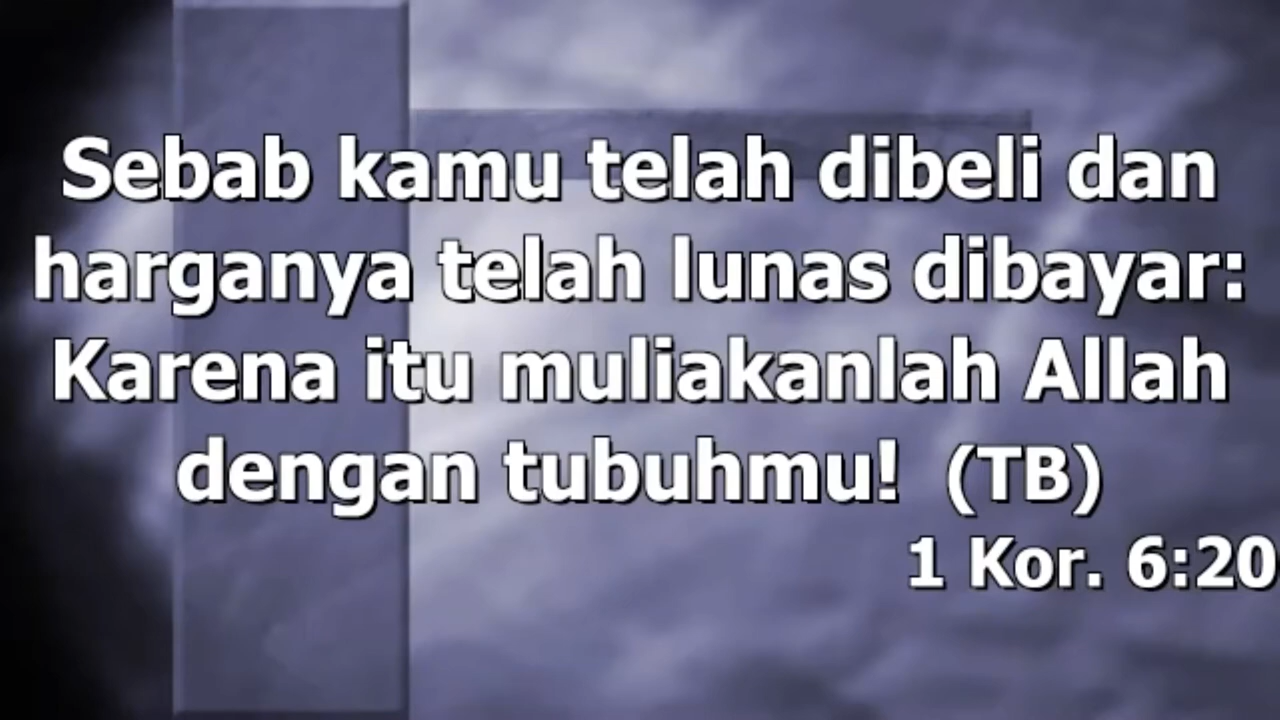 Sebab kamu telah dibeli dan
harganya telah lunas dibayar:
Karena itu muliakanlah Allah
dengan tubuhmu! (TB)
1 Kor. 6:20